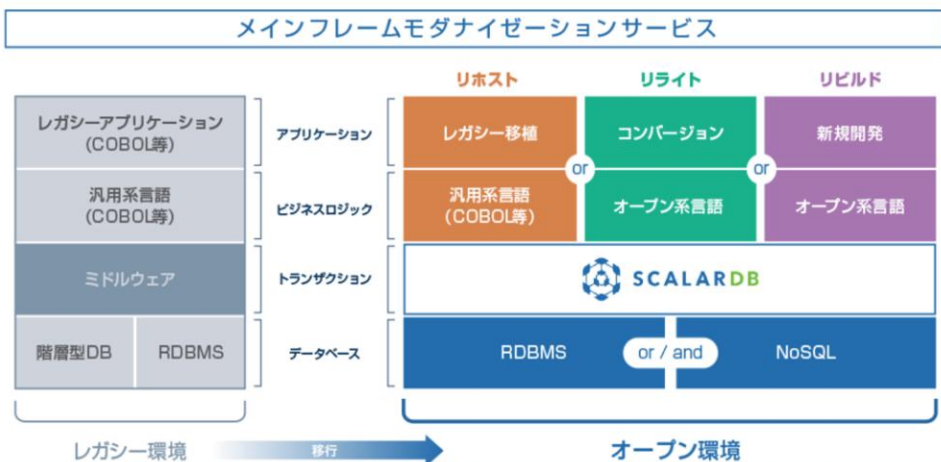 メインフレームモダナイゼーションサービス
リホスト
リライト
リビルド
レガシーアプリケーション
(COBOL等)
アプリケーション
レガシー移植
コンバージョン
新規開発
or
or
汎用系言語
(COBOL等)
ビジネスロジック
汎用系言語
(COBOL等)
オープン系言語
オープン系言語
ミドルウェア
トランザクション
SCALARDB
階層型DB
RDBMS
データベース
RDBMS
or / and
NoSQL
レガシー環境
移行
オープン環境